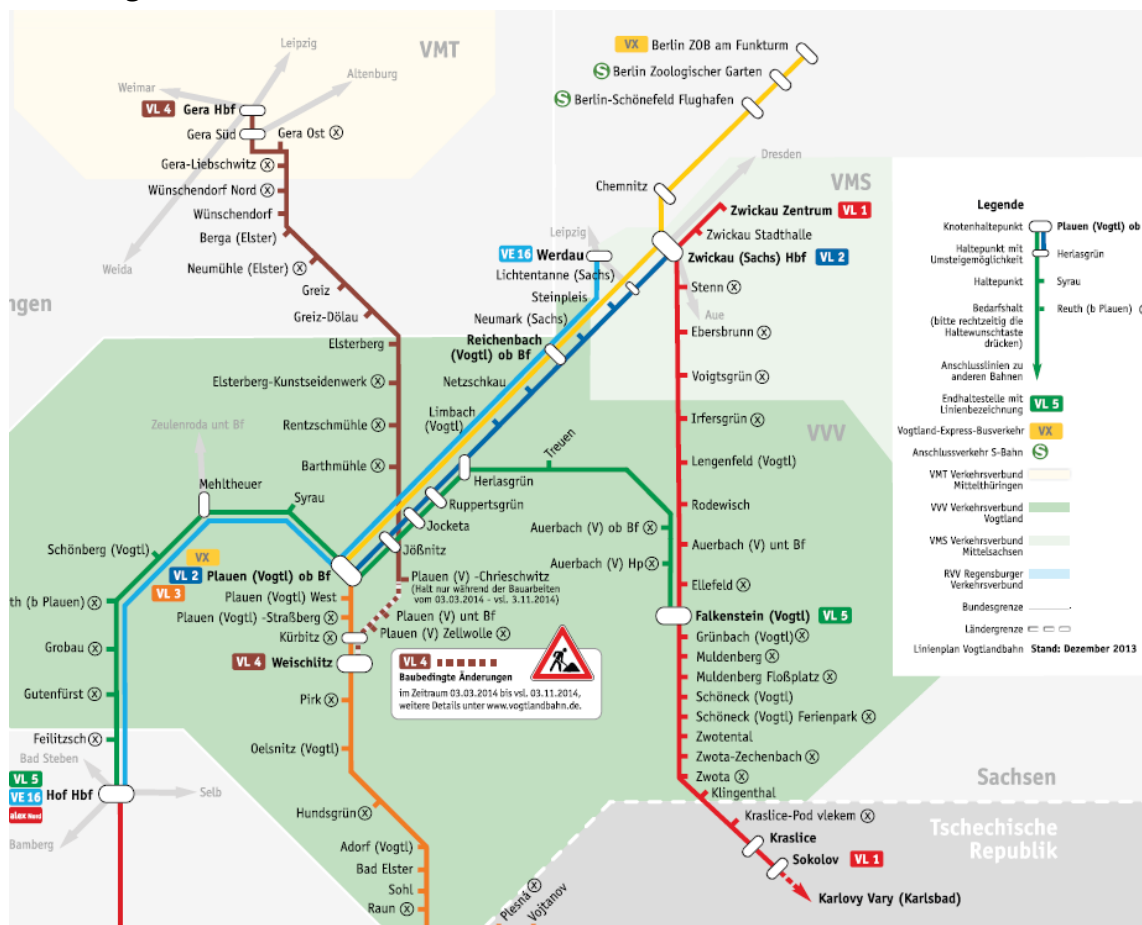 VMT
Leipzig
Altenburg
Weimar
VL 4 Gera Hbf
Gera Süd
Gera Ost ⓧ
Gera-Liebschwitz ⓧ
Wünschendorf Nord ⓧ
Wünschendorf
Berga (Elster)
Weida
Neumühle (Elster) ⓧ
Greiz
Greiz-Dölau
Elsterberg
Elsterberg-Kunstseidenwerk ⓧ
Rentzschmühle ⓧ
Barthmühle ⓧ
VX Berlin ZOB am Funkturm
S Berlin Zoologischer Garten
S Berlin-Schönefeld Flughafen
Dresden
VMS
Chemnitz
Zwickau Zentrum VL 1
Zwickau Stadthalle
Zwickau (Sachs) Hbf VL 2
Leipzig
VE 16 Werdau
Lichtentanne (Sachs)
Steinpleis
Neumark (Sachs)
Reichenbach
(Vogtl) ob Bf
Netzschkau
Limbach
(Vogtl)
Aue
Stenn ⓧ
Ebersbrunn ⓧ
Voigtsgrün ⓧ
Irfersgrün ⓧ
VVV
Lengenfeld (Vogtl)
Rodewisch
Auerbach (V) unt Bf
Ellefeld ⓧ
Treuen
Herlasgrün
Ruppertsgrün
Jocketa
Jößnitz
Auerbach (V) ob Bf ⓧ
Auerbach (V) Hp ⓧ
Falkenstein (Vogtl) VL 5
Grünbach (Vogtl) ⓧ
Muldenberg ⓧ
Muldenberg Floßplatz ⓧ
Schöneck (Vogtl)
Schöneck (Vogtl) Ferienpark ⓧ
Zwotental
Zwota-Zechenbach ⓧ
Zwota ⓧ
Klingenthal
Kraslice-Pod vlekem ⓧ
Kraslice
Sokolov VL 1
Karlovy Vary (Karlsbad)
Sachsen
Tschechische
Republik
Zeulenroda unt Bf
Mehltheuer
Syrau
Schönberg (Vogtl)
VX
VL 2 Plauen (Vogtl) ob Bf
VL 3
Plauen (Vogtl) West
Plauen (Vogtl) -Straßberg ⓧ
Kürbitz ⓧ
VL 4 Weischlitz
Plauen (V) -Chrieschwitz
(Halt nur während der Bauarbeiten
vom 03.03.2014 - vsl. 3.11.2014)
Plauen (V) unt Bf
Plauen (V) Zellwolle ⓧ
VL 4
Baubedingte Änderungen
im Zeitraum 03.03.2014 bis vsl. 03.11.2014,
weitere Details unter www.vogtlandbahn.de.
th (b Plauen) ⓧ
Grobau ⓧ
Gutenfürst ⓧ
Feilitzsch ⓧ
Bad Steben
VL 5
VE 16 Hof Hbf
alex Nord
Selb
Bamberg
Pirk ⓧ
Oelsnitz (Vogtl)
Hundsgrün ⓧ
Adorf (Vogtl)
Bad Elster
Sohl
Raun ⓧ
Plesná ⓧ
Vojtanov
ngen
Legende
Knotenhaltepunkt
Plauen (Vogtl) ob
Haltepunkt mit
Umsteigemöglichkeit
Herlasgrün
Haltepunkt
Syrau
Bedarfshalt
(bitte rechtzeitig die
Haltewunschtaste
drücken)
Reuth (b Plauen)
Anschlusslinien zu
anderen Bahnen
Endhaltestelle mit
Linienbezeichnung
VL 5
Vogtland-Express-Busverkehr
VX
Anschlussverkehr S-Bahn
S
VMT Verkehrsverbund
Mittelthüringen
VVV Verkehrsverbund
Vogtland
VMS Verkehrsverbund
Mittelsachsen
RVV Regensburger
Verkehrsverbund
Bundesgrenze
Ländergrenze
Linienplan Vogtlandbahn Stand: Dezember 2013